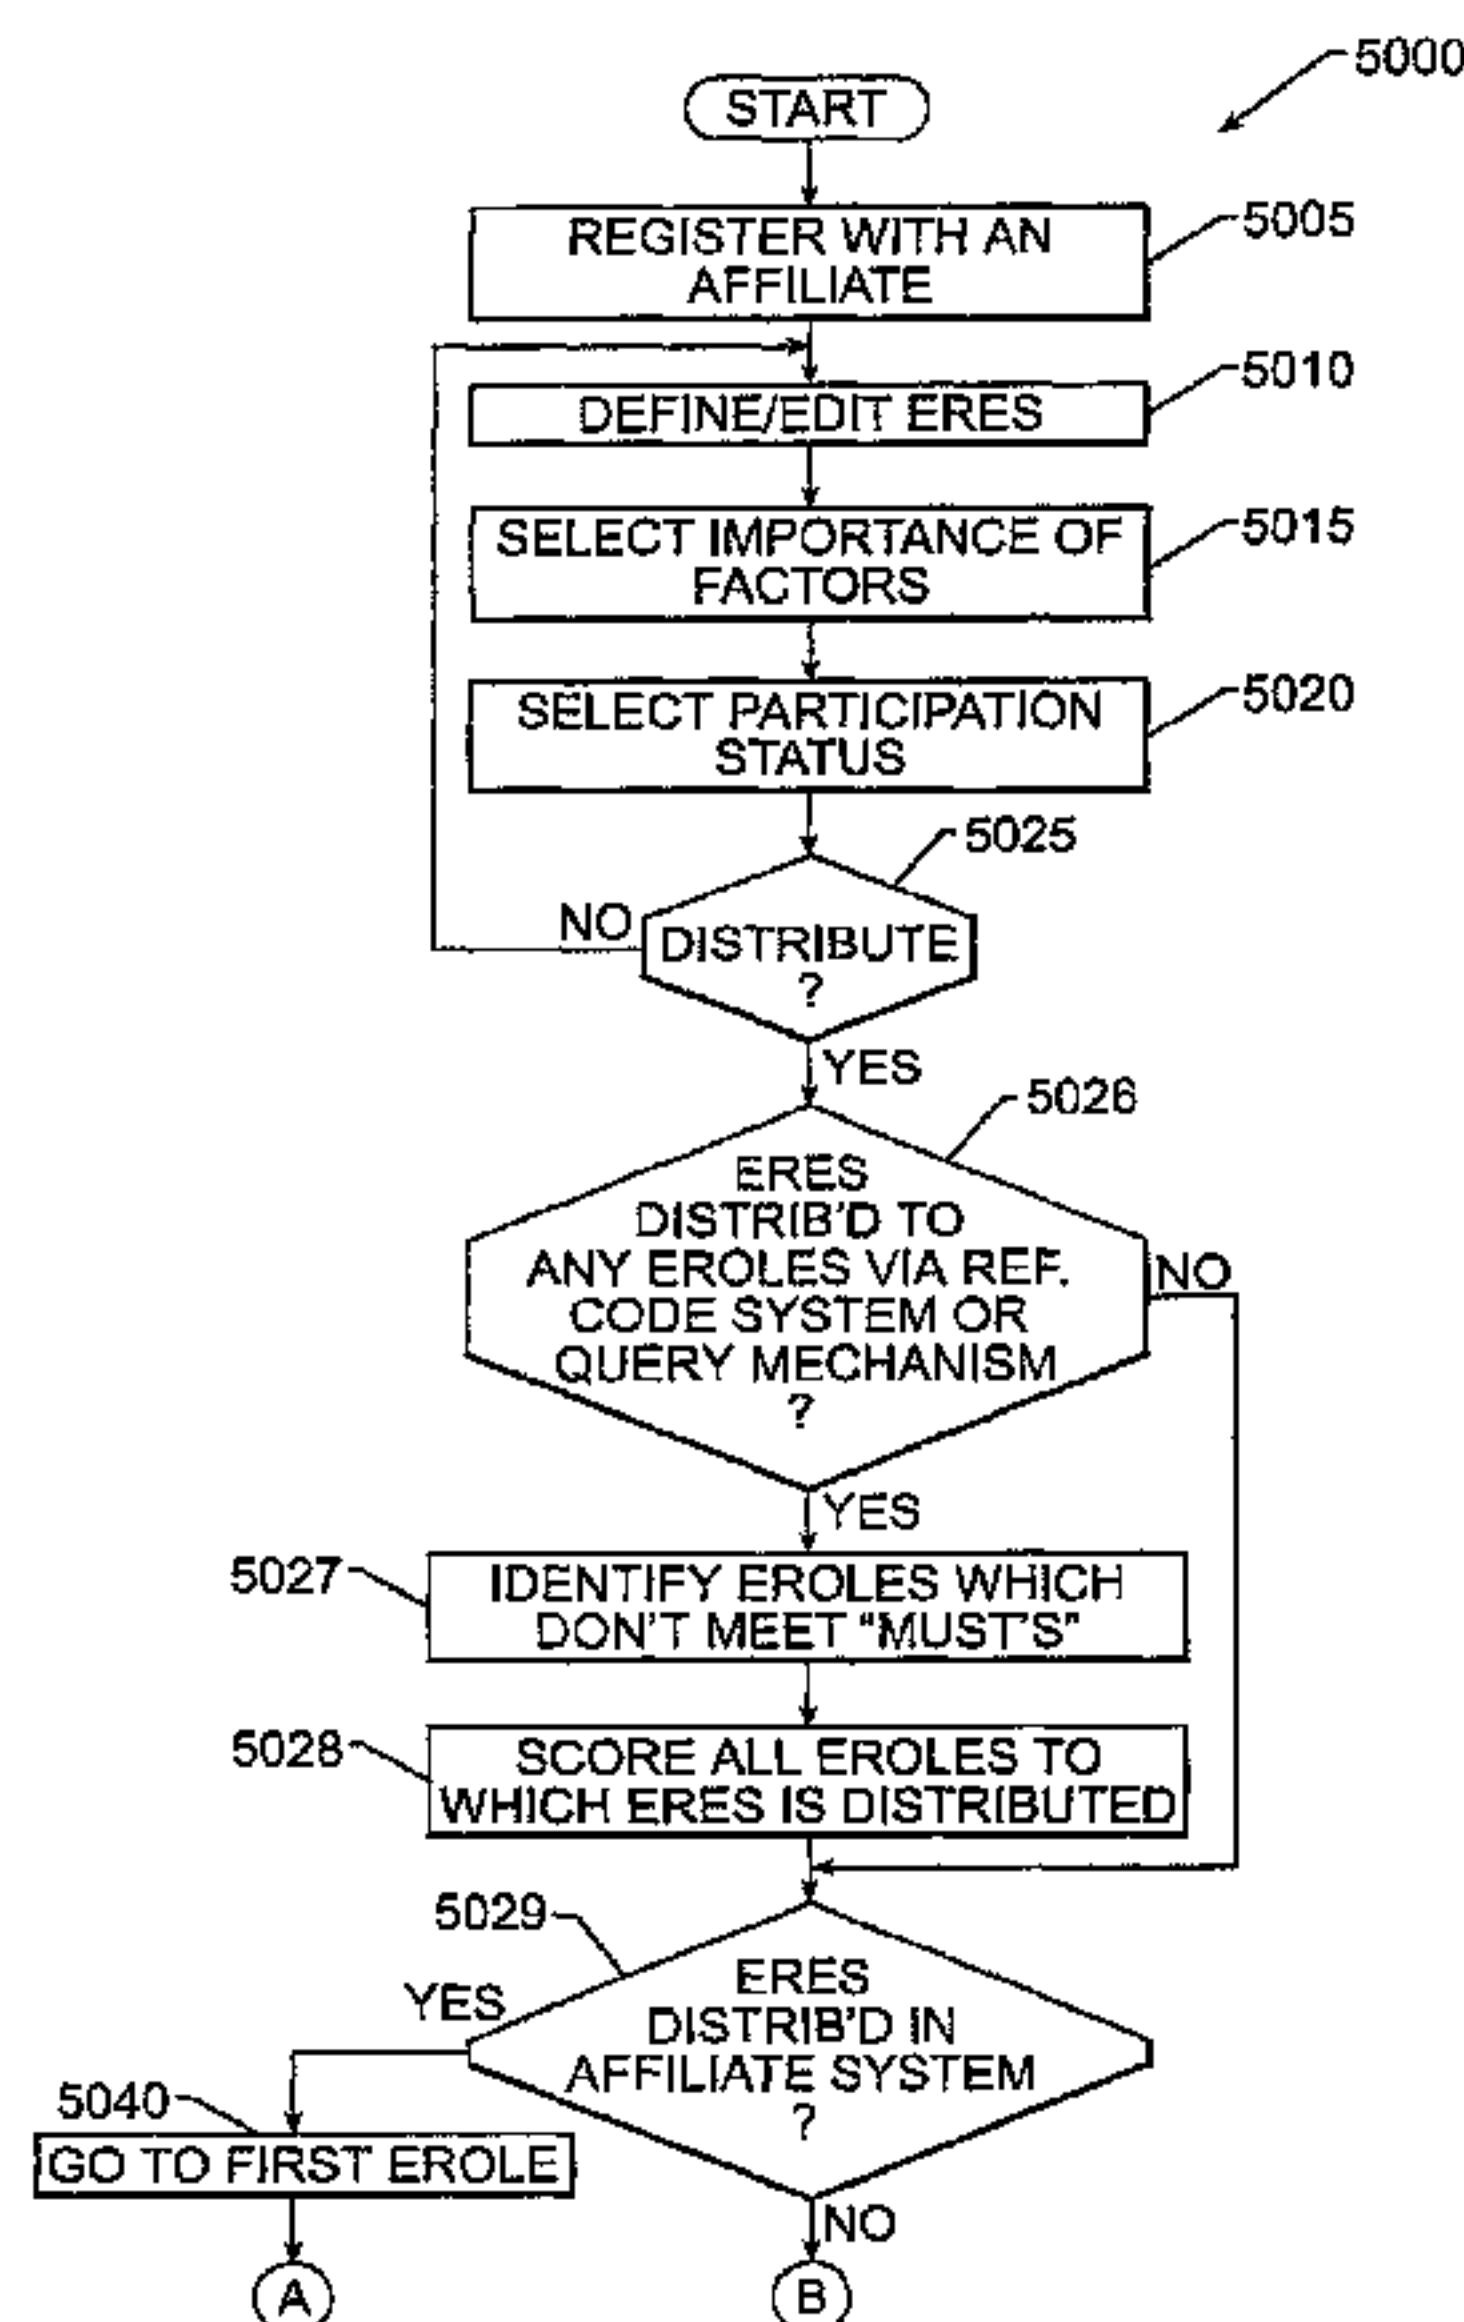 5000
START
REGISTER WITH AN
AFFILIATE
5005
DEFINE/EDIT ERES
5010
SELECT IMPORTANCE OF
FACTORS
5015
SELECT PARTICIPATION
STATUS
5020
5025
DISTRIBUTE
?
NO
YES
5026
ERES
DISTRIB'D TO
ANY EROLES VIA REF.
CODE SYSTEM OR
QUERY MECHANISM
?
NO
YES
5027
IDENTIFY EROLES WHICH
DON'T MEET “MUST'S”
5028
SCORE ALL EROLES TO
WHICH ERES IS DISTRIBUTED
5029
ERES
DISTRIB'D IN
AFFILIATE SYSTEM
?
YES
5040
GO TO FIRST EROLE
NO
A
B